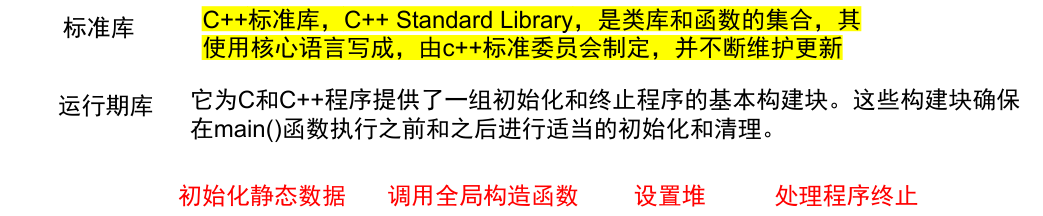 标准库
C++标准库，C++ Standard Library，是类库和函数的集合，其
使用核心语言写成，由c++标准委员会制定，并不断维护更新
运行期库
它为C和C++程序提供了一组初始化和终止程序的基本构建块。这些构建块确保
在main()函数执行之前和之后进行适当的初始化和清理。
初始化静态数据 调用全局构造函数 设置堆 处理程序终止